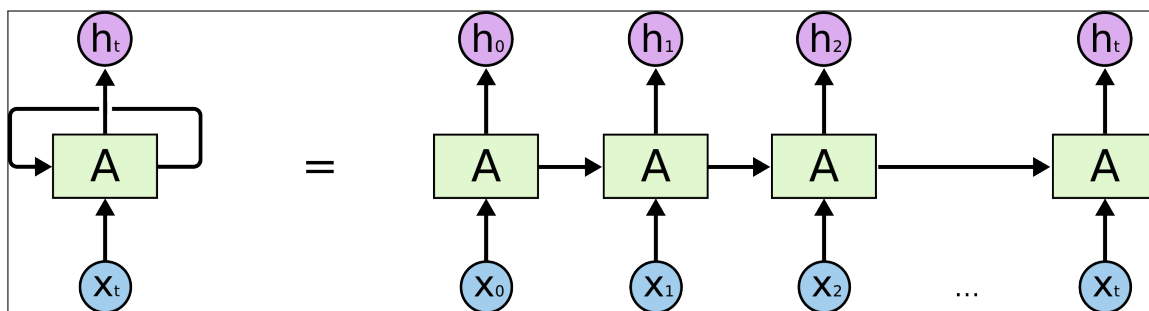 hₜ h₀ h₁ h₂ hₜ
A = A A A A
xₜ x₀ x₁ x₂ ... xₜ